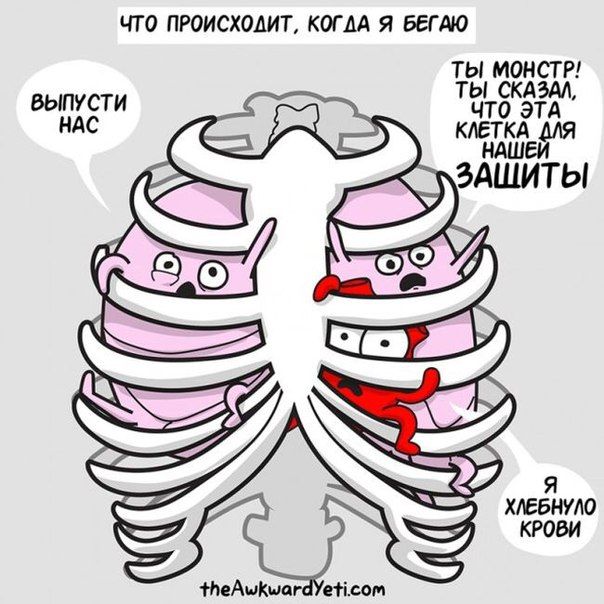 ЧТО ПРОИСХОДИТ, КОГДА Я БЕГАЮ
ВЫПУСТИ
НАС
ТЫ МОНСТР!
ТЫ СКАЗАЛ,
ЧТО ЭТА
КЛЕТКА ДЛЯ
НАШЕЙ
ЗАЩИТЫ
Я
ХЛЕБНУЛО
КРОВИ
theAwkwardYeti.com